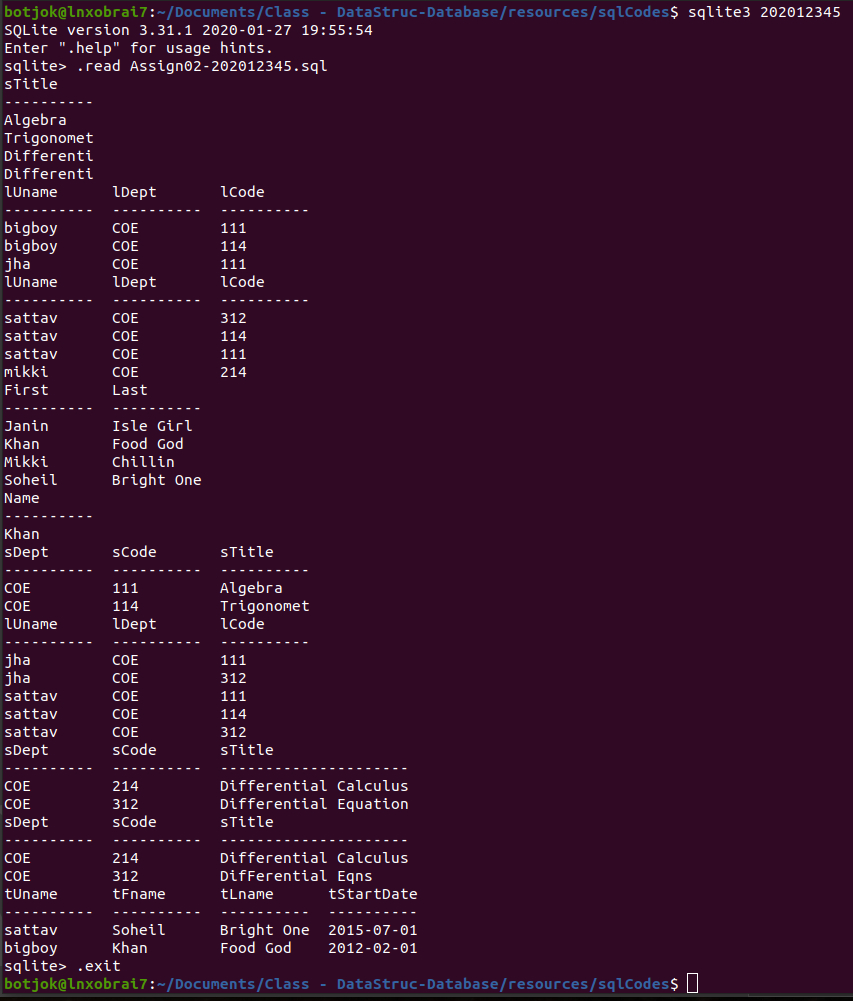 botjok@lnxobrai7:~/Documents/Class - DataStruc-Database/resources/sqlCodes$ sqlite3 202012345
SQLite version 3.31.1 2020-01-27 19:55:54
Enter ".help" for usage hints.
sqlite> .read Assign02-202012345.sql
sTitle
----------
Algebra
Trigonomet
Differenti
Differenti
lUname      lDept       lCode
----------  ----------  ----------
bigboy      COE         111
bigboy      COE         114
jha         COE         111
lUname      lDept       lCode
----------  ----------  ----------
sattav      COE         312
sattav      COE         114
sattav      COE         111
mikki       COE         214
First       Last
----------  ----------
Janin       Isle Girl
Khan        Food God
Mikki       Chillin
Soheil      Bright One
Name
----------
Khan
sDept       sCode       sTitle
----------  ----------  ----------
COE         111         Algebra
COE         114         Trigonomet
lUname      lDept       lCode
----------  ----------  ----------
jha         COE         111
jha         COE         312
sattav      COE         111
sattav      COE         114
sattav      COE         312
sDept       sCode       sTitle
----------  ----------  ---------------------
COE         214         Differential Calculus
COE         312         Differential Equation
sDept       sCode       sTitle
----------  ----------  ---------------------
COE         214         Differential Calculus
COE         312         DifFerential Eqns
tUname      tFname      tLname      tStartDate
----------  ----------  ----------  ----------
sattav      Soheil      Bright One  2015-07-01
bigboy      Khan        Food God    2012-02-01
sqlite> .exit
botjok@lnxobrai7:~/Documents/Class - DataStruc-Database/resources/sqlCodes$